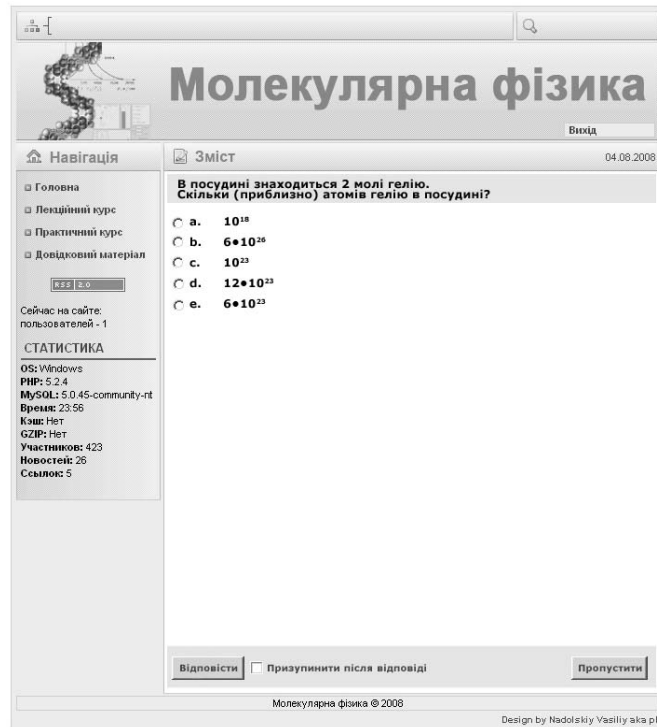 Молекулярна фізика
Вихід
Навігація
Зміст
04.08.2008
Головна
Лекційний курс
Практичний курс
Довідковий матеріал
RSS 2.0
Сейчас на сайте:
пользователей - 1
СТАТИСТИКА
OS: Windows
PHP: 5.2.4
MySQL: 5.0.45-community-nt
Время: 23:56
Кэш: Нет
GZIP: Нет
Участников: 423
Новостей: 26
Ссылок: 5
В посудині знаходиться 2 молі гелію.
Скільки (приблизно) атомів гелію в посудині?
a. 10¹⁸
b. 6•10²⁶
c. 10²³
d. 12•10²³
e. 6•10²³
Відповісти
Призупинити після відповіді
Пропустити
Молекулярна фізика © 2008
Design by Nadolskiy Vasiliy aka